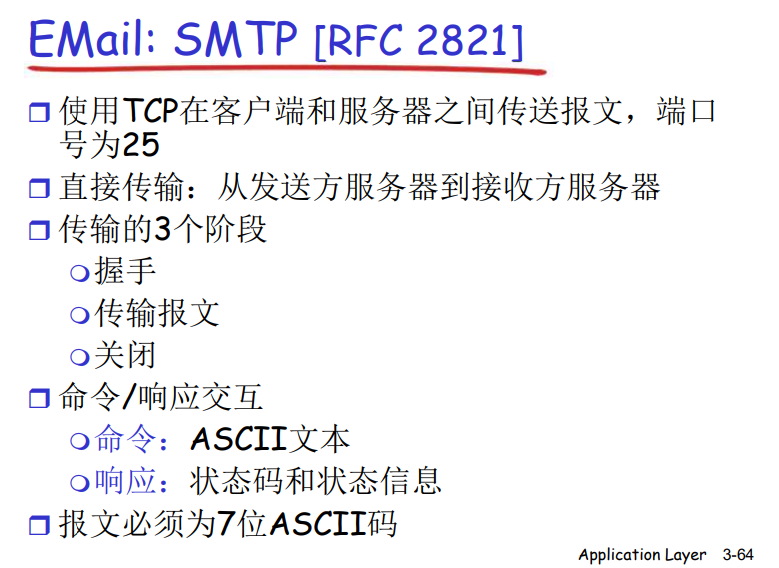 EMail: SMTP [RFC 2821]
使用TCP在客户端和服务器之间传送报文，端口
号为25
直接传输：从发送方服务器到接收方服务器
传输的3个阶段
握手
传输报文
关闭
命令/响应交互
命令：ASCII文本
响应：状态码和状态信息
报文必须为7位ASCII码
Application Layer 3-64